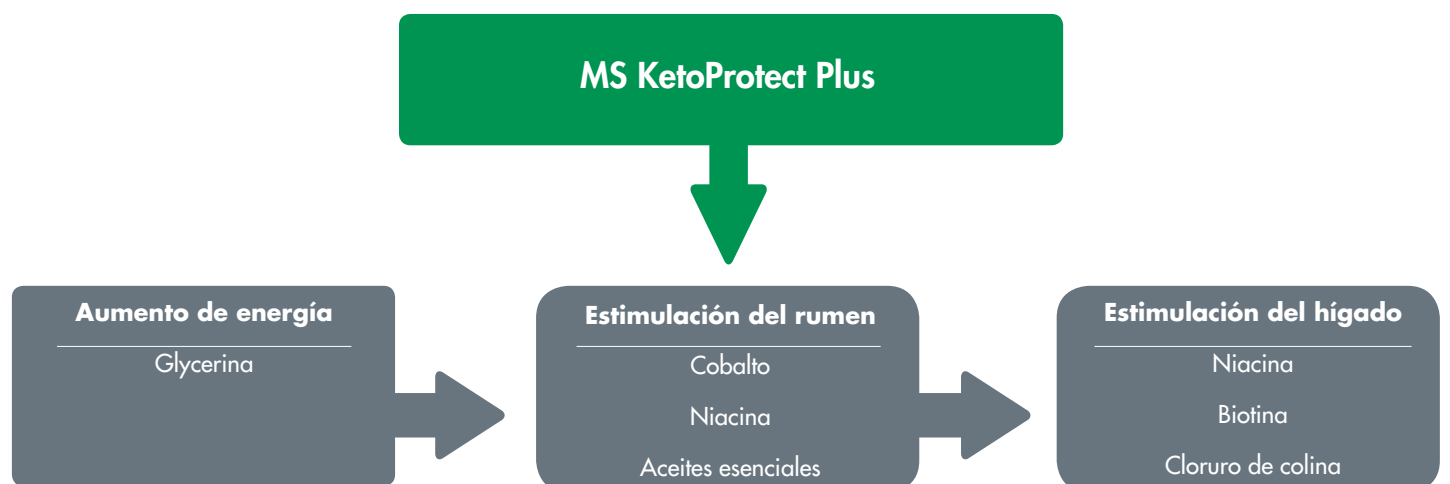 MS KetoProtect Plus
Aumento de energía
Glycerina
Estimulación del rumen
Cobalto
Niacina
Aceites esenciales
Estimulación del hígado
Niacina
Biotina
Cloruro de colina